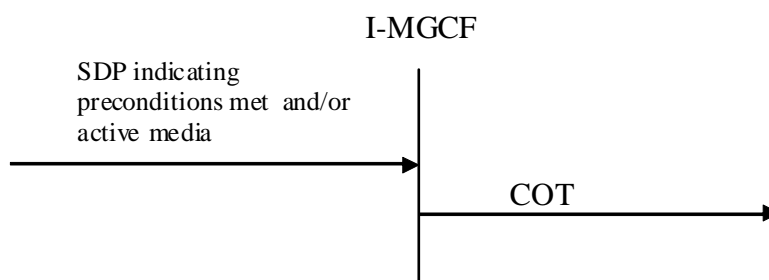 I-MGCF
SDP indicating
preconditions met and/or
active media
COT